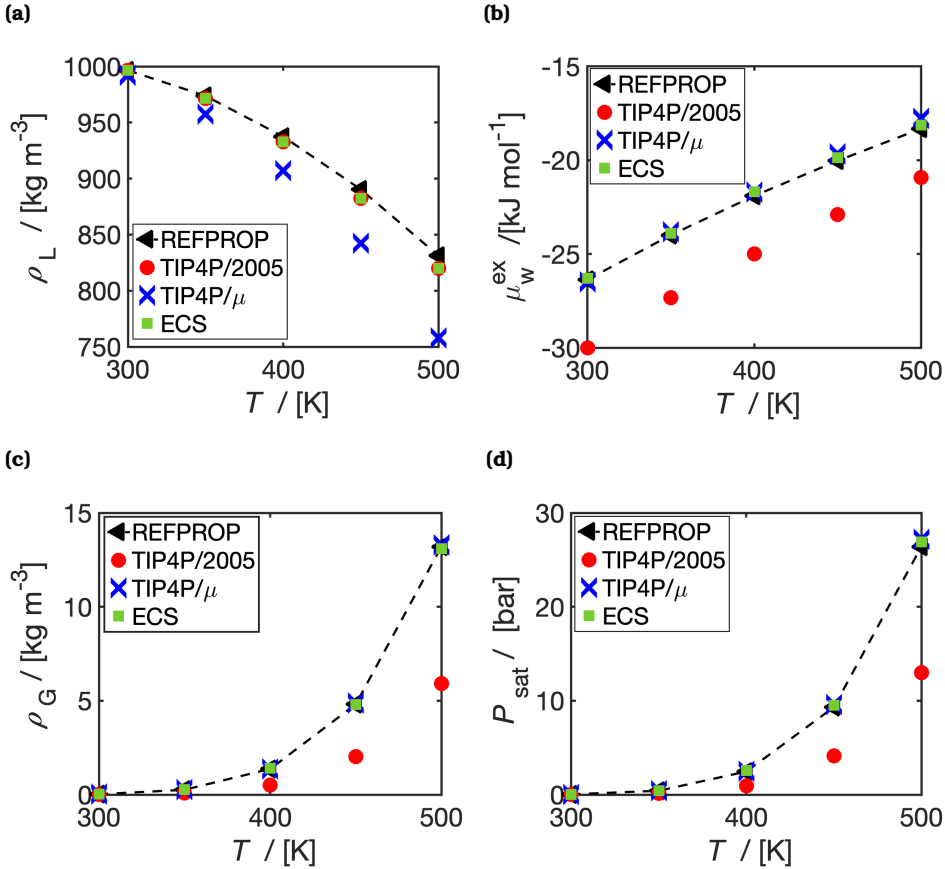 (a)
1000
950
900
850
800
750
ρL / [kg m⁻³]
REFPROP
TIP4P/2005
TIP4P/μ
ECS
300
400
500
T / [K]
(b)
-15
-20
-25
-30
μwᵉˣ /[kJ mol⁻¹]
REFPROP
TIP4P/2005
TIP4P/μ
ECS
300
400
500
T / [K]
(c)
15
10
5
0
ρG / [kg m⁻³]
REFPROP
TIP4P/2005
TIP4P/μ
ECS
300
400
500
T / [K]
(d)
30
20
10
0
Psat / [bar]
REFPROP
TIP4P/2005
TIP4P/μ
ECS
300
400
500
T / [K]